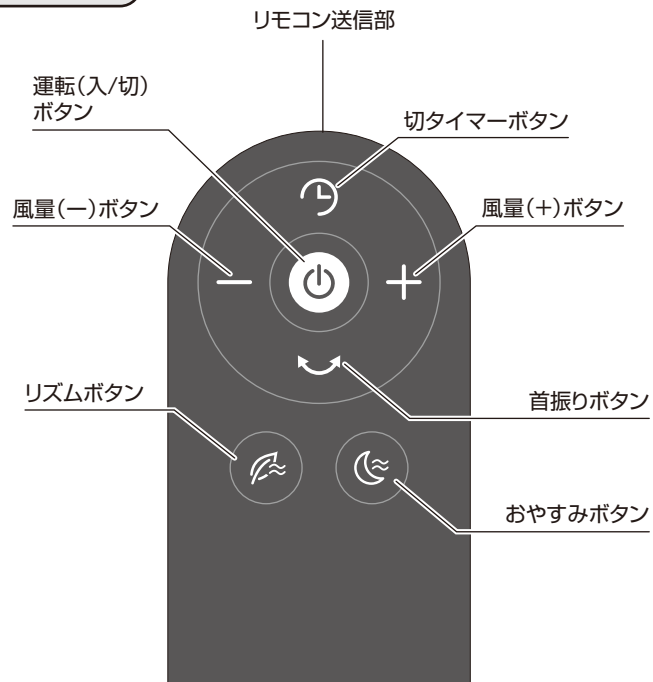 リモコン送信部
運転(入/切)
ボタン
切タイマーボタン
風量(ー)ボタン
風量(+)ボタン
リズムボタン
首振りボタン
おやすみボタン